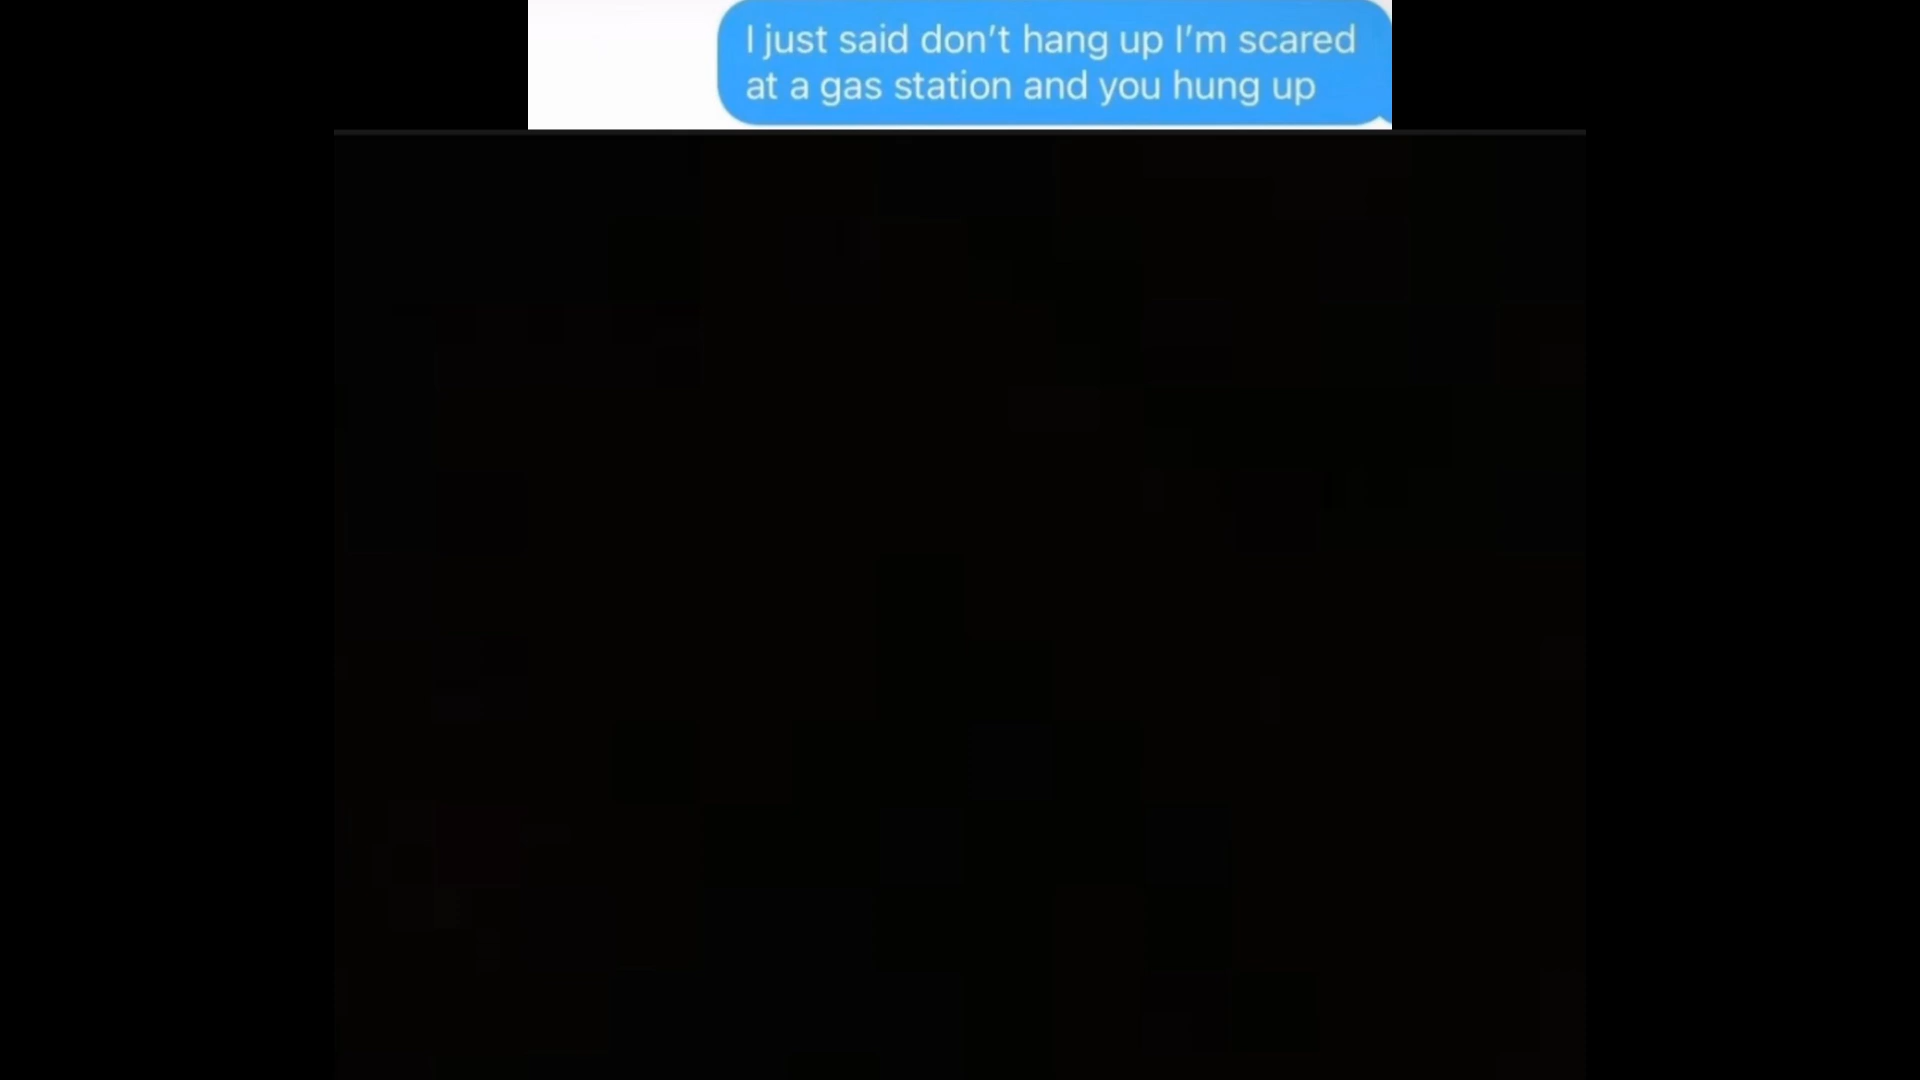 I just said don’t hang up I’m scared
at a gas station and you hung up